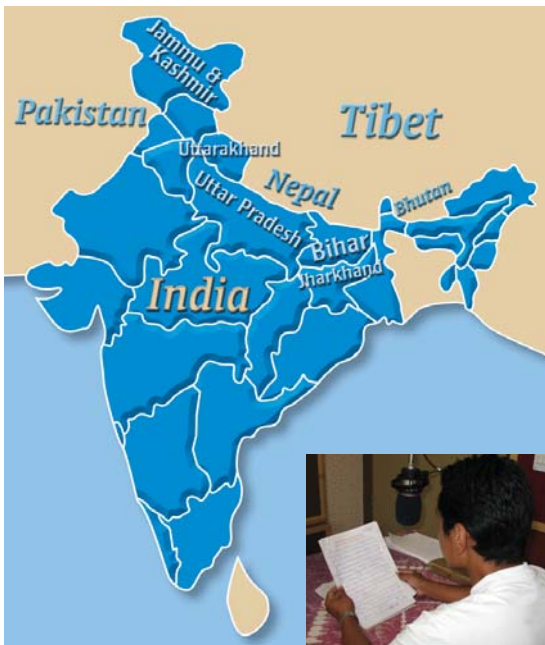 Jammu &
Kashmir
Pakistan
Tibet
Uttarakhand
Nepal
Uttar Pradesh
Bhutan
Bihar
Jharkhand
India